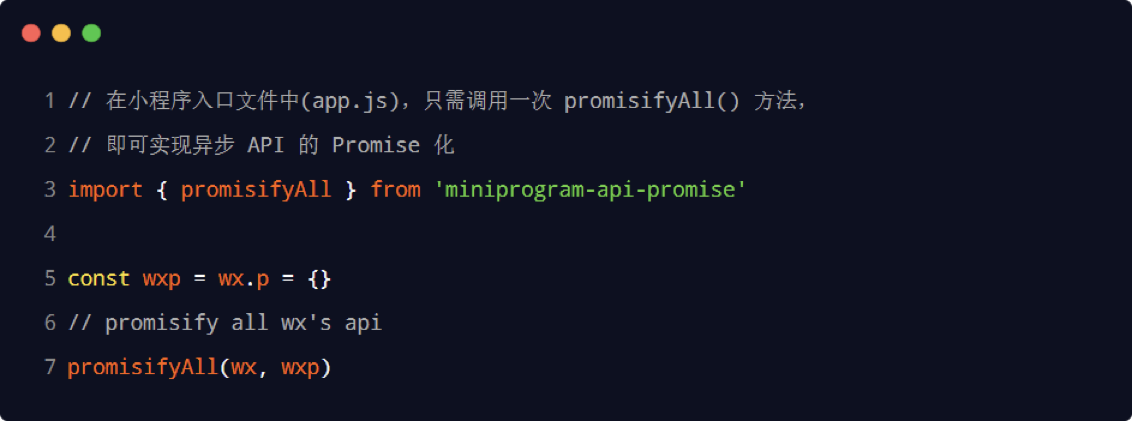 1 // 在小程序入口文件中(app.js)，只需调用一次 promisifyAll() 方法，
2 // 即可实现异步 API 的 Promise 化
3 import { promisifyAll } from 'miniprogram-api-promise'
4
5 const wxp = wx.p = {}
6 // promisify all wx's api
7 promisifyAll(wx, wxp)